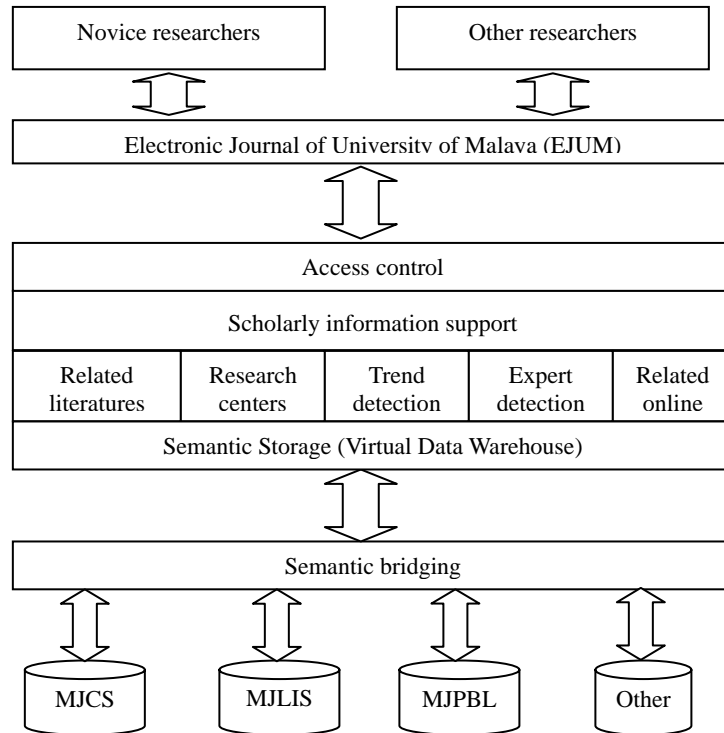 Novice researchers
Other researchers
Electronic Journal of University of Malaya (EJUM)
Access control
Scholarly information support
Related literatures
Research centers
Trend detection
Expert detection
Related online
Semantic Storage (Virtual Data Warehouse)
Semantic bridging
MJCS
MJLIS
MJPBL
Other